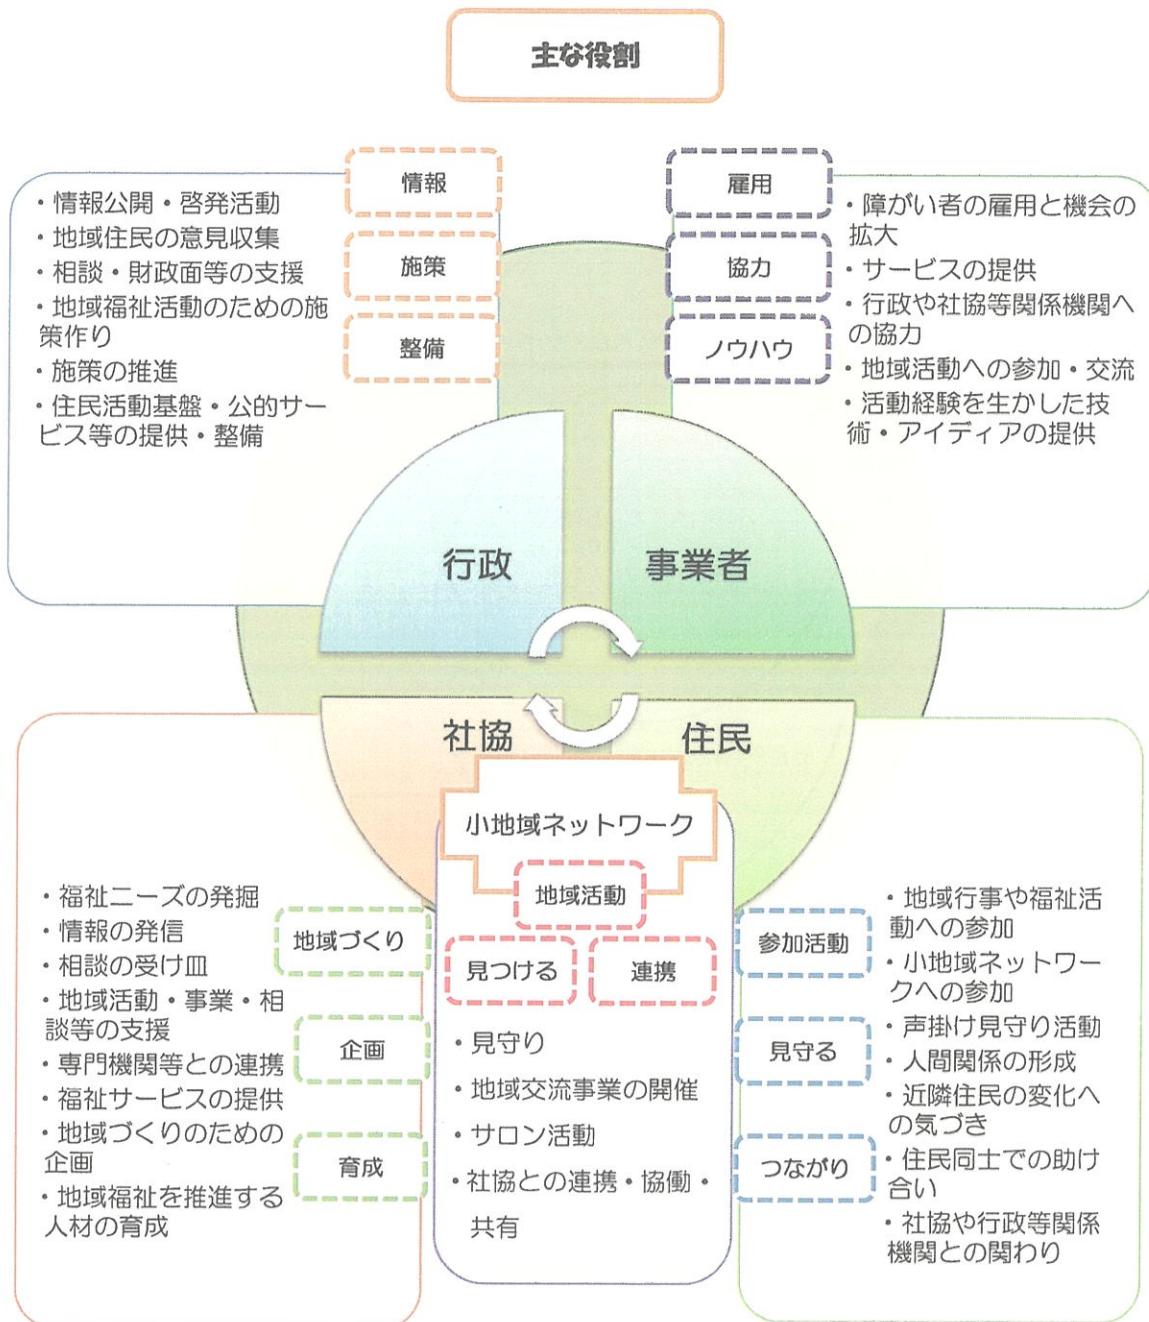 主な役割
情報
施策
整備
・情報公開・啓発活動
・地域住民の意見収集
・相談・財政面等の支援
・地域福祉活動のための施
策作り
・施策の推進
・住民活動基盤・公的サー
ビス等の提供・整備
雇用
協力
ノウハウ
・障がい者の雇用と機会の
拡大
・サービスの提供
・行政や社協等関係機関へ
の協力
・地域活動への参加・交流
・活動経験を生かした技
術・アイディアの提供
行政
事業者
社協
住民
小地域ネットワーク
地域活動
見つける
連携
・見守り
・地域交流事業の開催
・サロン活動
・社協との連携・協働・
共有
・福祉ニーズの発掘
・情報の発信
・相談の受け皿
・地域活動・事業・相
談等の支援
・専門機関等との連携
・福祉サービスの提供
・地域づくりのための
企画
・地域福祉を推進する
人材の育成
地域づくり
企画
育成
参加活動
見守る
つながり
・地域行事や福祉活
動への参加
・小地域ネットワー
クへの参加
・声掛け見守り活動
・人間関係の形成
・近隣住民の変化へ
の気づき
・住民同士での助け
合い
・社協や行政等関係
機関との関わり